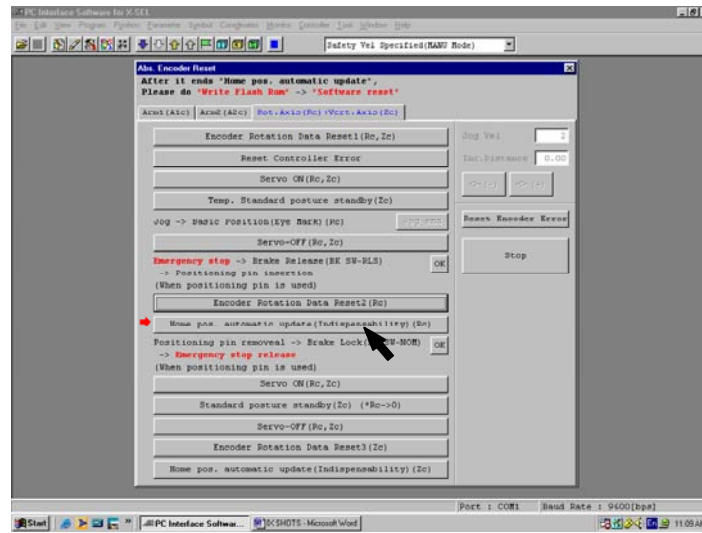 PC Interface Software for X-SEL
File Edit View Program Position Parameter Symbol Coordinate Monitor Controller Tool Window Help
Safety Vel Specified(MANU Mode)
Abs. Encoder Reset
After it ends 'Home pos. automatic update',
Please do 'Write Flash Rom' -> 'Software reset'
Arm1(A1c) Arm2(A2c) Rot.Axis(Rc)+Vert.Axis(Zc)
Encoder Rotation Data Reset1(Rc,Zc)
Jog Vel
Reset Controller Error
Inc.Distance 0.00
Servo ON(Rc,Zc)
Temp. Standard posture standby(Zc)
Jog -> Basic Position(Eye Mark)(Rc)
Jog end
Reset Encoder Error
Servo-OFF(Rc,Zc)
Emergency stop -> Brake Release(BK SW-RLS)
-> Positioning pin insertion
(When positioning pin is used)
OK
Stop
Encoder Rotation Data Reset2(Rc)
Home pos. automatic update(Indispensability)(Rc)
Positioning pin removeal -> Brake Lock( SW-NOM)
-> Emergency stop release
(When positioning pin is used)
OK
Servo ON(Rc,Zc)
Standard posture standby(Zc) (*Rc->0)
Servo-OFF(Rc,Zc)
Encoder Rotation Data Reset3(Zc)
Home pos. automatic update(Indispensability)(Zc)
Port : COM1 Baud Rate : 9600[bps]
Start » PC Interface Softwar... IX SHOTS - Microsoft Word 11:09 AM